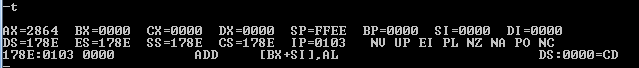 -t
AX=2864 BX=0000 CX=0000 DX=0000 SP=FFEE BP=0000 SI=0000 DI=0000
DS=178E ES=178E SS=178E CS=178E IP=0103 NV UP EI PL NZ NA PO NC
178E:0103 0000 ADD [BX+SI],AL DS:0000=CD
-